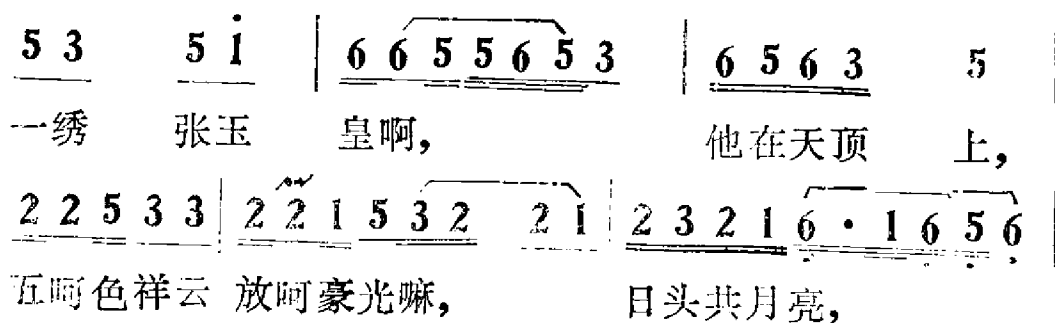 5 3 5 i | 6 6 5 5 6 5 3 | 6 5 6 3 5 |
一绣 张玉 皇啊, 他在天顶 上,
2 2 5 3 3 | 2 2 1 5 3 2 2 1 | 2 3 2 1 6 · 1 6 5 6 |
五呵色祥云 放呵豪光嘛, 日头共月亮,